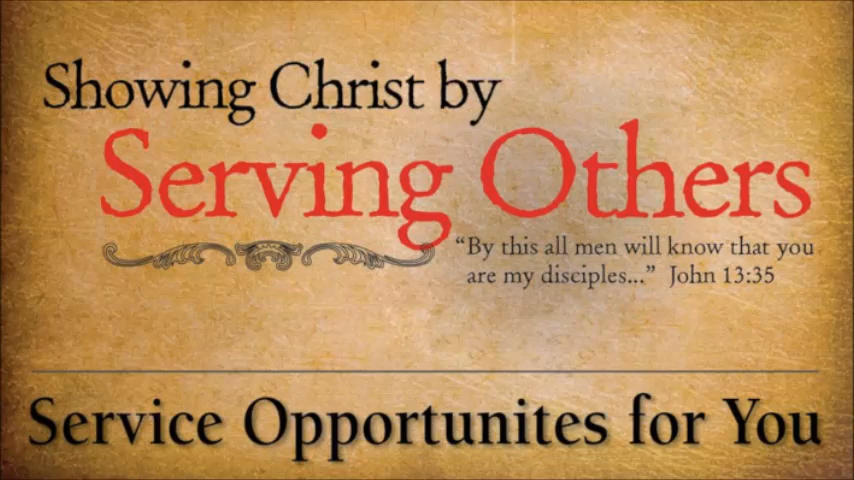 Showing Christ by
Serving Others
“By this all men will know that you
are my disciples...” John 13:35
Service Opportunites for You